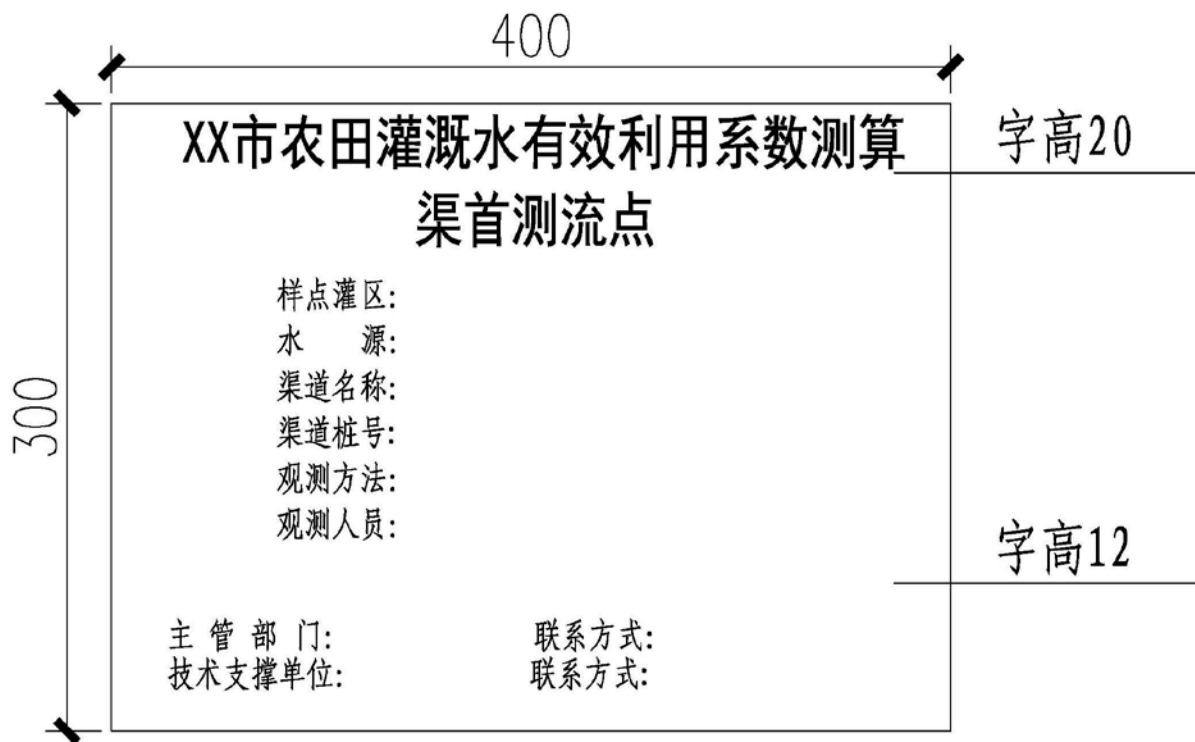 400
XX市农田灌溉水有效利用系数测算
字高20
渠首测流点
样点灌区:
水 源:
300
渠道名称:
渠道桩号:
观测方法:
观测人员:
字高12
主 管 部 门: 联系方式:
技术支撑单位: 联系方式: